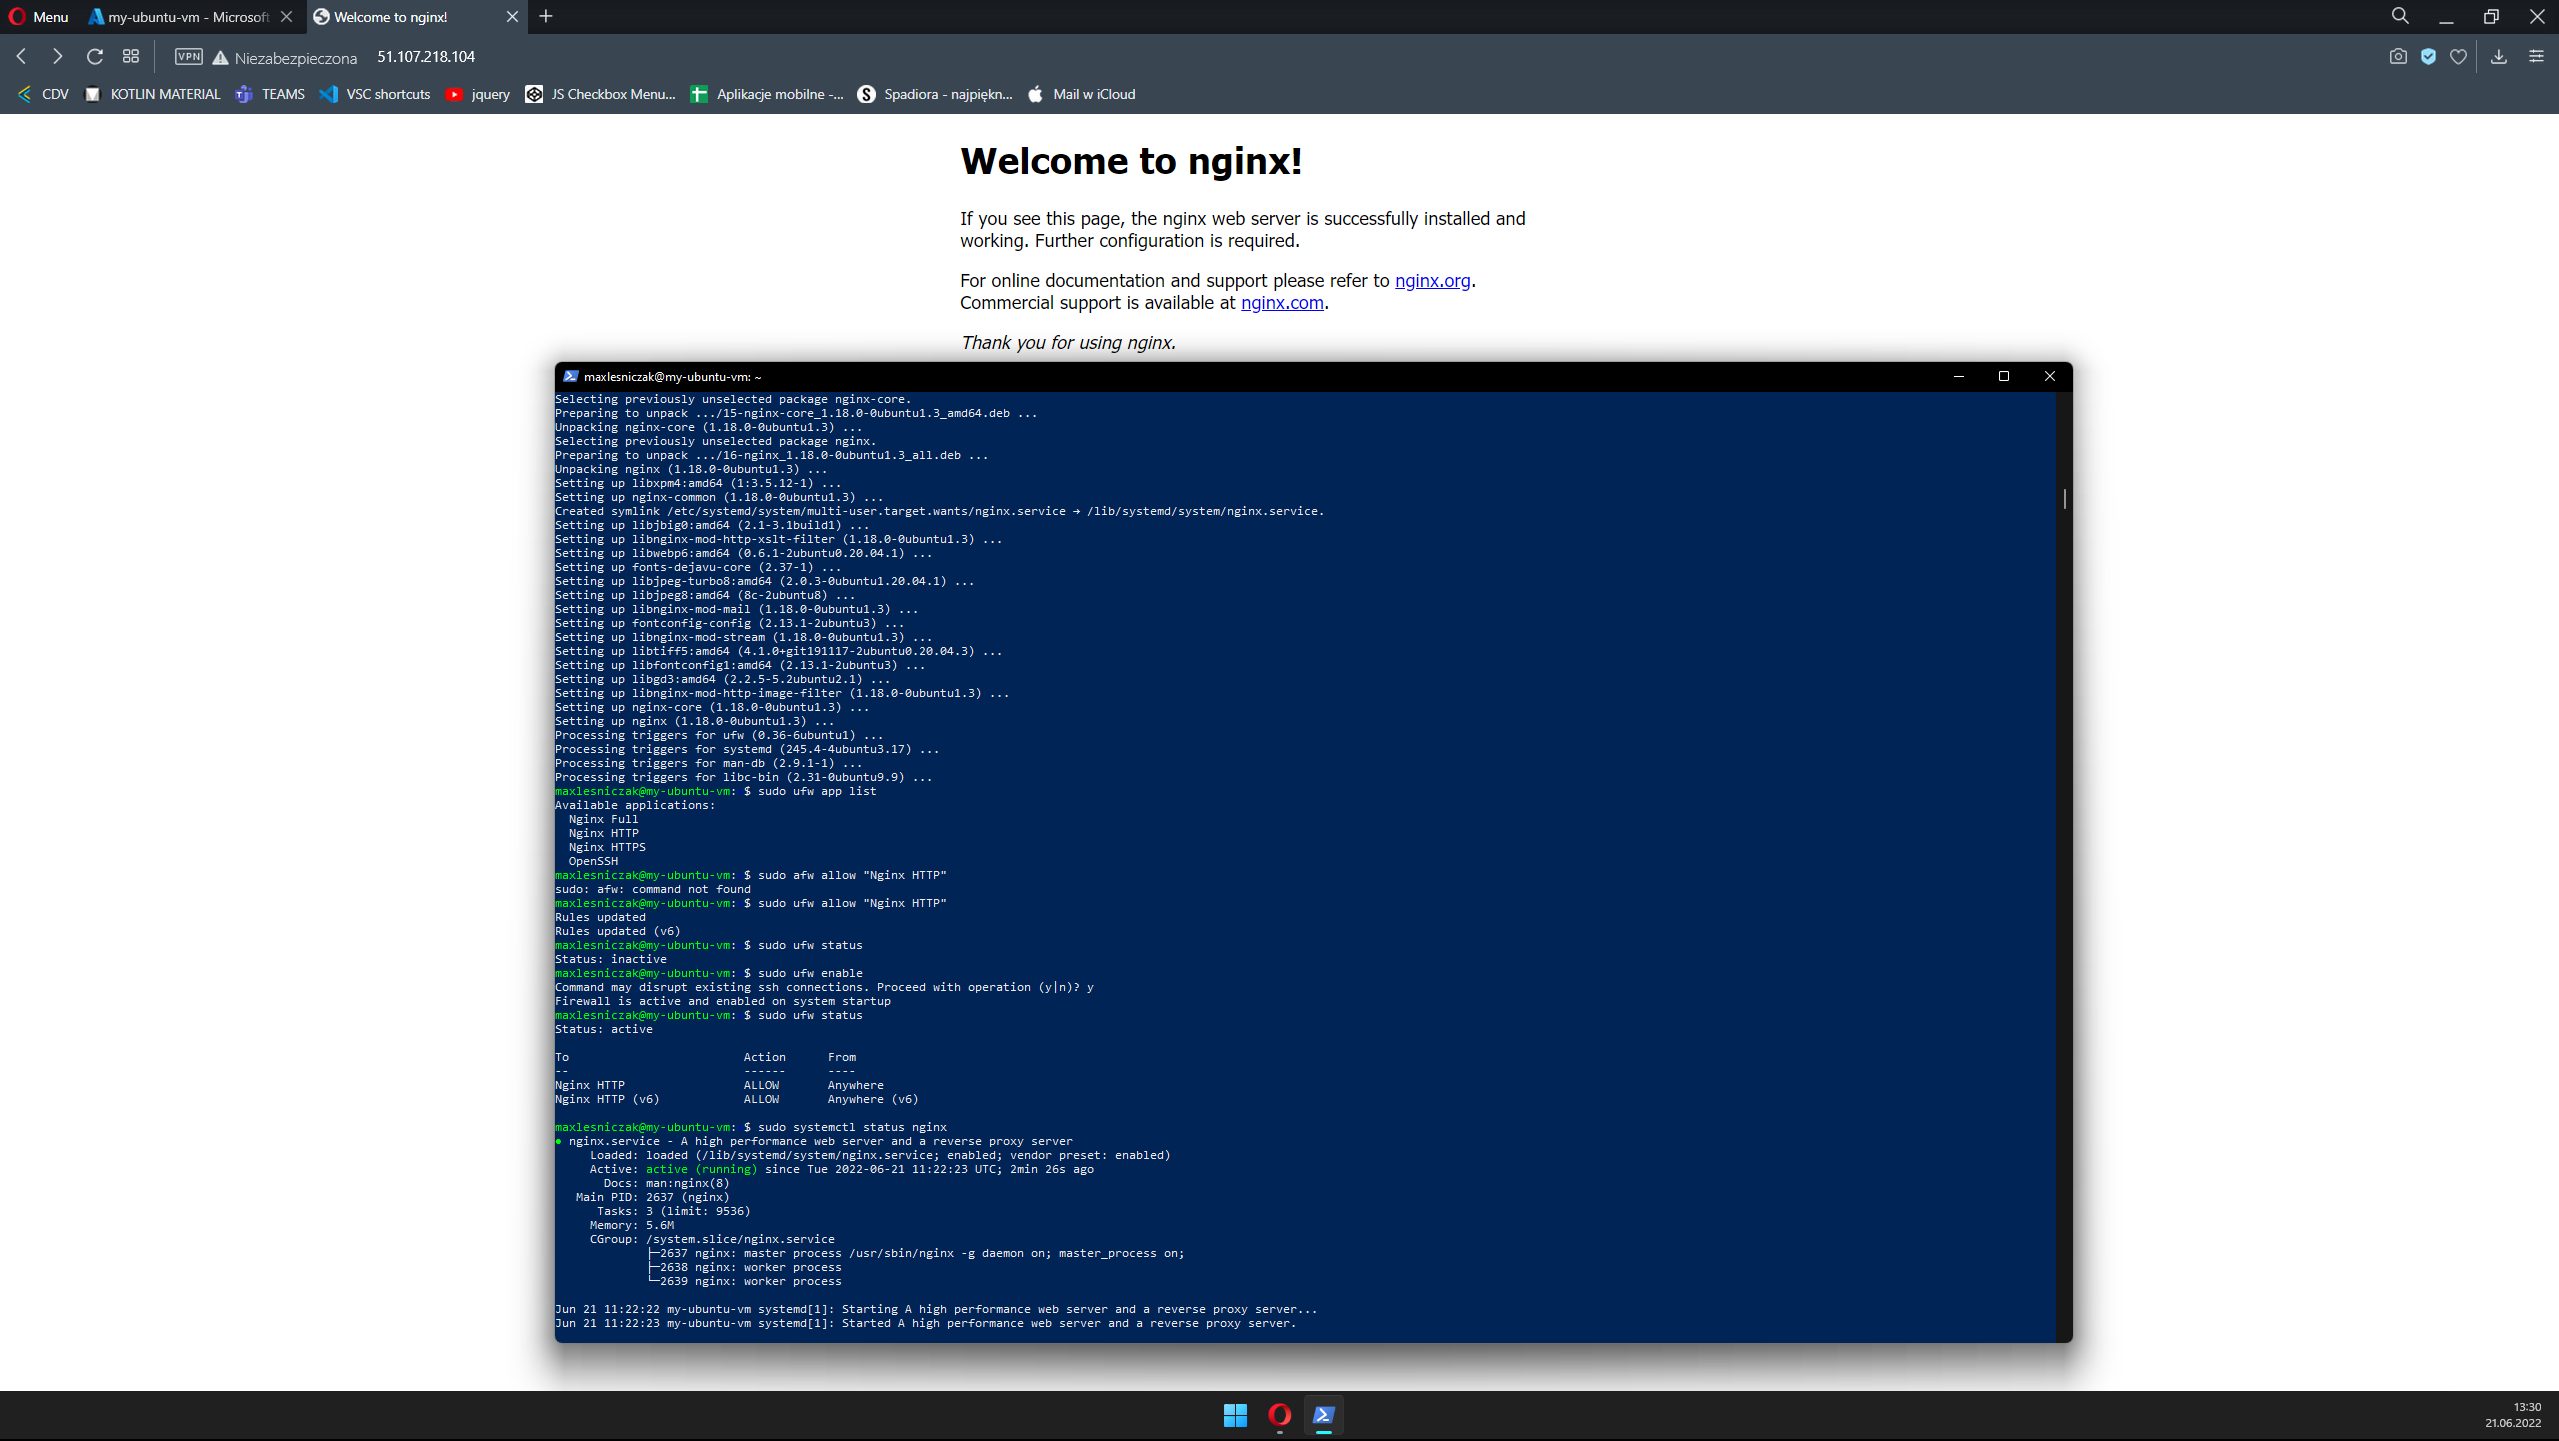 Menu
my-ubuntu-vm - Microsoft
Welcome to nginx!
VPN
Niezabezpieczona
51.107.218.104
CDV
KOTLIN MATERIAL
TEAMS
VSC shortcuts
jquery
JS Checkbox Menu...
Aplikacje mobilne -...
Spadiora - najpiękn...
Mail w iCloud
Welcome to nginx!
If you see this page, the nginx web server is successfully installed and
working. Further configuration is required.
For online documentation and support please refer to nginx.org.
Commercial support is available at nginx.com.
Thank you for using nginx.
maxlesniczak@my-ubuntu-vm: ~
Selecting previously unselected package nginx-core.
Preparing to unpack .../15-nginx-core_1.18.0-0ubuntu1.3_amd64.deb ...
Unpacking nginx-core (1.18.0-0ubuntu1.3) ...
Selecting previously unselected package nginx.
Preparing to unpack .../16-nginx_1.18.0-0ubuntu1.3_all.deb ...
Unpacking nginx (1.18.0-0ubuntu1.3) ...
Setting up libxpm4:amd64 (1:3.5.12-1) ...
Setting up nginx-common (1.18.0-0ubuntu1.3) ...
Created symlink /etc/systemd/system/multi-user.target.wants/nginx.service → /lib/systemd/system/nginx.service.
Setting up libjbig0:amd64 (2.1-3.1build1) ...
Setting up libnginx-mod-http-xslt-filter (1.18.0-0ubuntu1.3) ...
Setting up libwebp6:amd64 (0.6.1-2ubuntu0.20.04.1) ...
Setting up fonts-dejavu-core (2.37-1) ...
Setting up libjpeg-turbo8:amd64 (2.0.3-0ubuntu1.20.04.1) ...
Setting up libjpeg8:amd64 (8c-2ubuntu8) ...
Setting up libnginx-mod-mail (1.18.0-0ubuntu1.3) ...
Setting up fontconfig-config (2.13.1-2ubuntu3) ...
Setting up libnginx-mod-stream (1.18.0-0ubuntu1.3) ...
Setting up libtiff5:amd64 (4.1.0+git191117-2ubuntu0.20.04.3) ...
Setting up libfontconfig1:amd64 (2.13.1-2ubuntu3) ...
Setting up libgd3:amd64 (2.2.5-5.2ubuntu2.1) ...
Setting up libnginx-mod-http-image-filter (1.18.0-0ubuntu1.3) ...
Setting up nginx-core (1.18.0-0ubuntu1.3) ...
Setting up nginx (1.18.0-0ubuntu1.3) ...
Processing triggers for ufw (0.36-6ubuntu1) ...
Processing triggers for systemd (245.4-4ubuntu3.17) ...
Processing triggers for man-db (2.9.1-1) ...
Processing triggers for libc-bin (2.31-0ubuntu9.9) ...
maxlesniczak@my-ubuntu-vm: $ sudo ufw app list
Available applications:
Nginx Full
Nginx HTTP
Nginx HTTPS
OpenSSH
maxlesniczak@my-ubuntu-vm: $ sudo afw allow "Nginx HTTP"
sudo: afw: command not found
maxlesniczak@my-ubuntu-vm: $ sudo ufw allow "Nginx HTTP"
Rules updated
Rules updated (v6)
maxlesniczak@my-ubuntu-vm: $ sudo ufw status
Status: inactive
maxlesniczak@my-ubuntu-vm: $ sudo ufw enable
Command may disrupt existing ssh connections. Proceed with operation (y|n)? y
Firewall is active and enabled on system startup
maxlesniczak@my-ubuntu-vm: $ sudo ufw status
Status: active
To Action From
-- ------ ----
Nginx HTTP ALLOW Anywhere
Nginx HTTP (v6) ALLOW Anywhere (v6)
maxlesniczak@my-ubuntu-vm: $ sudo systemctl status nginx
● nginx.service - A high performance web server and a reverse proxy server
Loaded: loaded (/lib/systemd/system/nginx.service; enabled; vendor preset: enabled)
Active: active (running) since Tue 2022-06-21 11:22:23 UTC; 2min 26s ago
Docs: man:nginx(8)
Main PID: 2637 (nginx)
Tasks: 3 (limit: 9536)
Memory: 5.6M
CGroup: /system.slice/nginx.service
├─2637 nginx: master process /usr/sbin/nginx -g daemon on; master_process on;
├─2638 nginx: worker process
└─2639 nginx: worker process
Jun 21 11:22:22 my-ubuntu-vm systemd[1]: Starting A high performance web server and a reverse proxy server...
Jun 21 11:22:23 my-ubuntu-vm systemd[1]: Started A high performance web server and a reverse proxy server.
13:30
21.06.2022